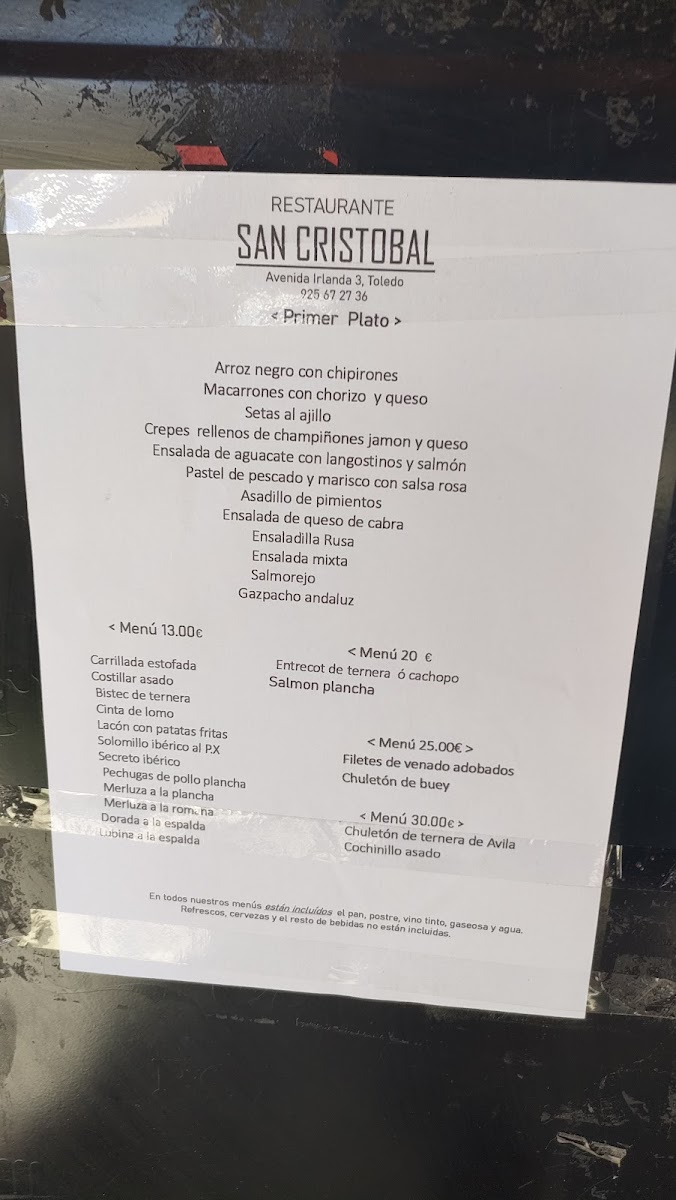 RESTAURANTE
SAN CRISTOBAL
Avenida Irlanda 3, Toledo
925 67 27 36
< Primer Plato >
Arroz negro con chipirones
Macarrones con chorizo y queso
Setas al ajillo
Crepes rellenos de champiñones jamon y queso
Ensalada de aguacate con langostinos y salmón
Pastel de pescado y marisco con salsa rosa
Asadillo de pimientos
Ensalada de queso de cabra
Ensaladilla Rusa
Ensalada mixta
Salmorejo
Gazpacho andaluz
< Menú 13.00€
Carrillada estofada
Costillar asado
Bistec de ternera
Cinta de lomo
Lacón con patatas fritas
Solomillo ibérico al P.X
Secreto ibérico
Pechugas de pollo plancha
Merluza a la plancha
Merluza a la romana
Dorada a la espalda
Lubina a la espalda
< Menú 20 €
Entrecot de ternera ó cachopo
Salmon plancha
< Menú 25.00€ >
Filetes de venado adobados
Chuletón de buey
< Menú 30.00€ >
Chuletón de ternera de Avila
Cochinillo asado
En todos nuestros menús están incluídos el pan, postre, vino tinto, gaseosa y agua.
Refrescos, cervezas y el resto de bebidas no están incluidas.